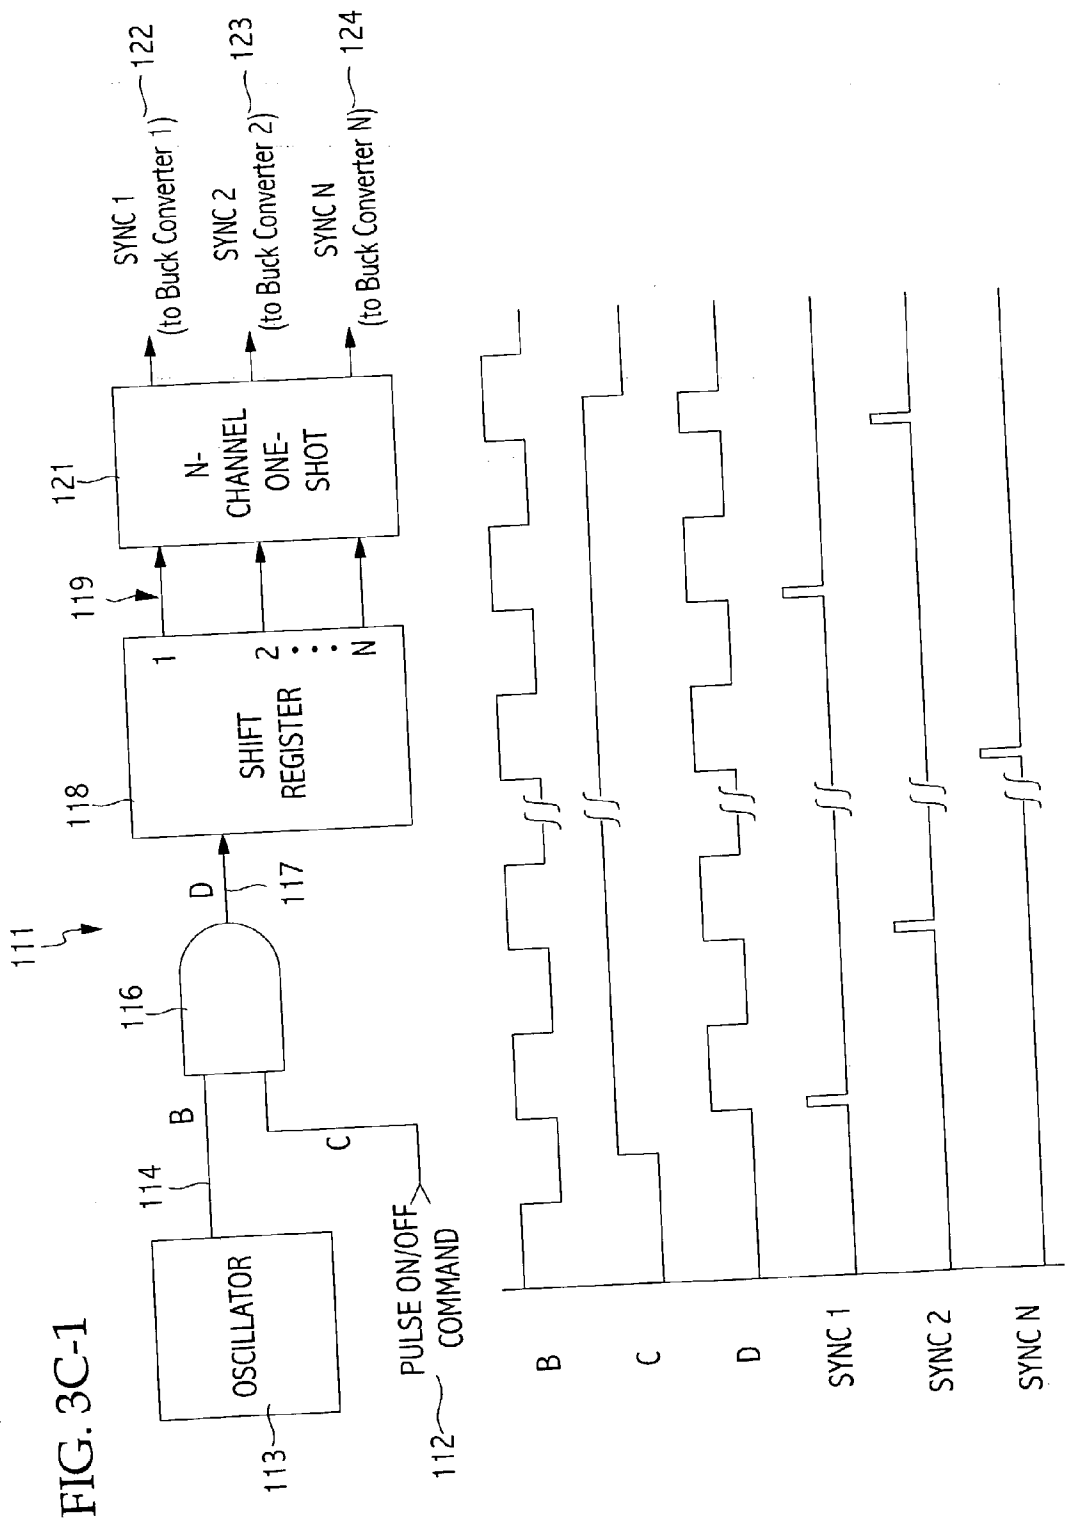 FIG. 3C-1
111
113
OSCILLATOR
114
B
C
112
PULSE ON/OFF
COMMAND
116
D
117
118
SHIFT
REGISTER
1
2
N
119
121
N-
CHANNEL
ONE-
SHOT
SYNC 1
(to Buck Converter 1)
122
SYNC 2
(to Buck Converter 2)
123
SYNC N
(to Buck Converter N)
124
B
C
D
SYNC 1
SYNC 2
SYNC N